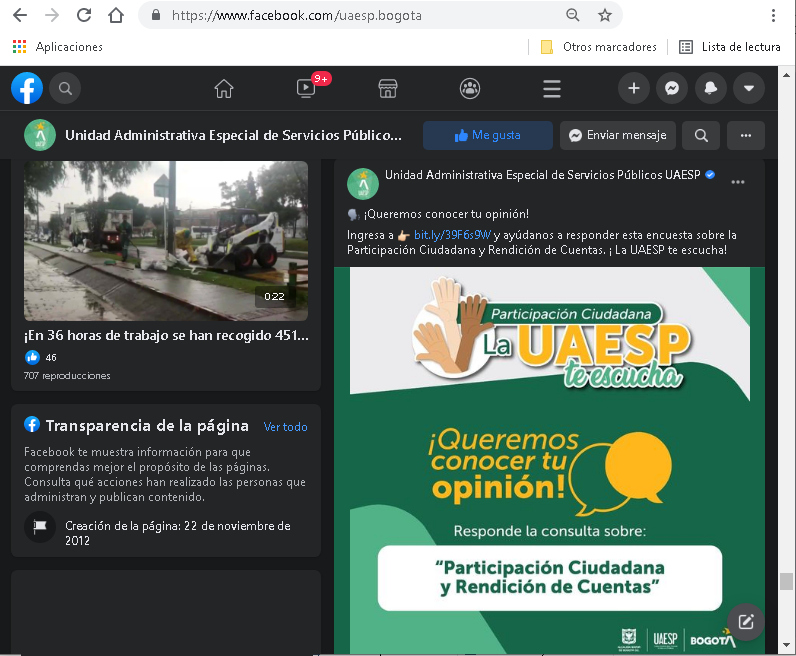 https://www.facebook.com/uaesp.bogota
Aplicaciones
Otros marcadores
Lista de lectura
9+
Unidad Administrativa Especial de Servicios Público...
Me gusta
Enviar mensaje
0:22
¡En 36 horas de trabajo se han recogido 451...
46
707 reproducciones
Transparencia de la página
Ver todo
Facebook te muestra información para que
comprendas mejor el propósito de las páginas.
Consulta qué acciones han realizado las personas que
administran y publican contenido.
Creación de la página: 22 de noviembre de
2012
Unidad Administrativa Especial de Servicios Públicos UAESP
¡Queremos conocer tu opinión!
Ingresa a 👉 bit.ly/39F6s9W y ayúdanos a responder esta encuesta sobre la
Participación Ciudadana y Rendición de Cuentas. ¡ La UAESP te escucha!
Participación Ciudadana
La UAESP
te escucha
¡Queremos
conocer tu
opinión!
Responde la consulta sobre:
“Participación Ciudadana
y Rendición de Cuentas”
UAESP
BOGOTÁ